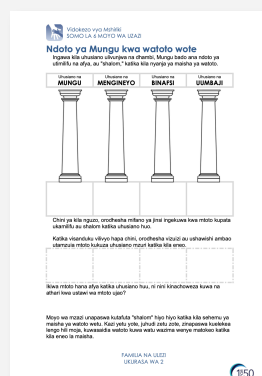 Vidokezo vya Mshiriki
SOMO LA 6 MOYO WA UZAZI
Ndoto ya Mungu kwa watoto wote
Ingawa kila uhusiano ulivunjwa na dhambi, Mungu bado ana ndoto ya
utimilifu na afya, au "shalom," katika kila nyanja ya maisha ya watoto.
Uhusiano na
MUNGU
Uhusiano na
MENGINEYO
Uhusiano na
BINAFSI
Uhusiano na
UUMBAJI
Chini ya kila nguzo, orodhesha mifano ya jinsi ingekuwa kwa mtoto kupata
ukamilifu au shalom katika uhusiano huo.
Katika visanduku vilivyo hapa chini, orodhesha vizuizi au ushawishi ambao
utamzuia mtoto kukuza uhusiano mzuri katika kila eneo.
Ikiwa mtoto hana afya katika uhusiano huu, ni nini kinachoweza kuwa na
athari kwa ustawi wa mtoto ujao?
Moyo wa mzazi unapaswa kutafuta "shalom" hiyo hiyo katika kila sehemu ya
maisha ya watoto wetu. Kazi yetu yote, juhudi zetu zote, zinapaswa kuelekea
lengo hili moja, kuwasaidia watoto kuwa watu wazima wenye matokeo katika
kila eneo la maisha.
FAMILIA NA ULEZI
UKURASA WA 2